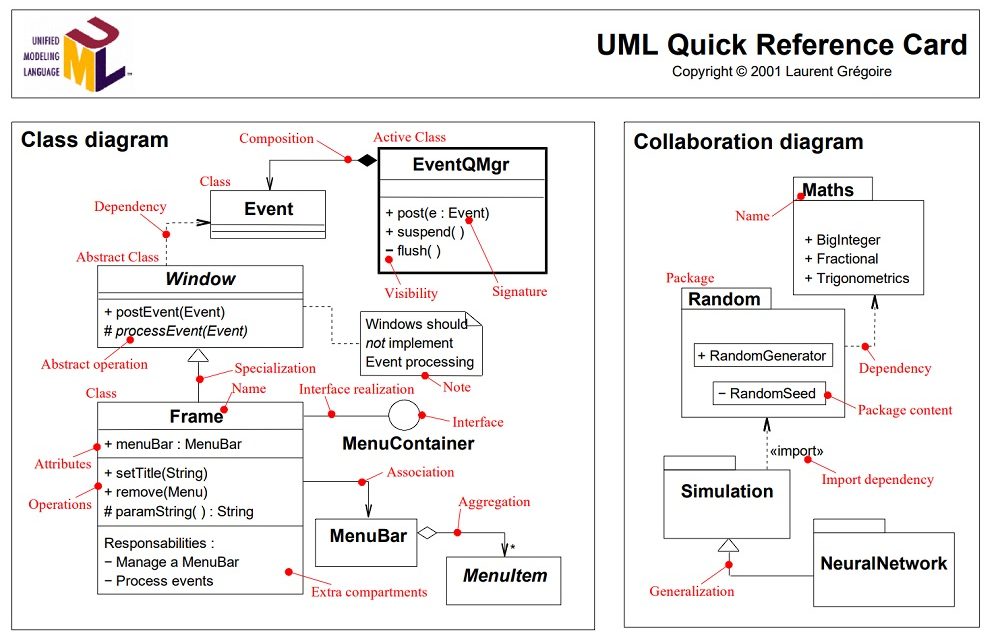 UNIFIED
MODELING
LANGUAGE
UML
TM
UML Quick Reference Card
Copyright © 2001 Laurent Grégoire
Class diagram
Composition
Active Class
EventQMgr
+ post(e : Event)
+ suspend( )
− flush( )
Visibility
Signature
Class
Event
Dependency
Abstract Class
Window
+ postEvent(Event)
# processEvent(Event)
Abstract operation
Windows should
not implement
Event processing
Note
Specialization
Class
Name
Frame
+ menuBar : MenuBar
Attributes
+ setTitle(String)
+ remove(Menu)
# paramString( ) : String
Operations
Responsabilities :
− Manage a MenuBar
− Process events
Extra compartments
Interface realization
Interface
MenuContainer
Association
Aggregation
MenuBar
*
MenuItem
Collaboration diagram
Maths
Name
+ BigInteger
+ Fractional
+ Trigonometrics
Package
Random
+ RandomGenerator
− RandomSeed
Dependency
Package content
«import»
Import dependency
Simulation
NeuralNetwork
Generalization